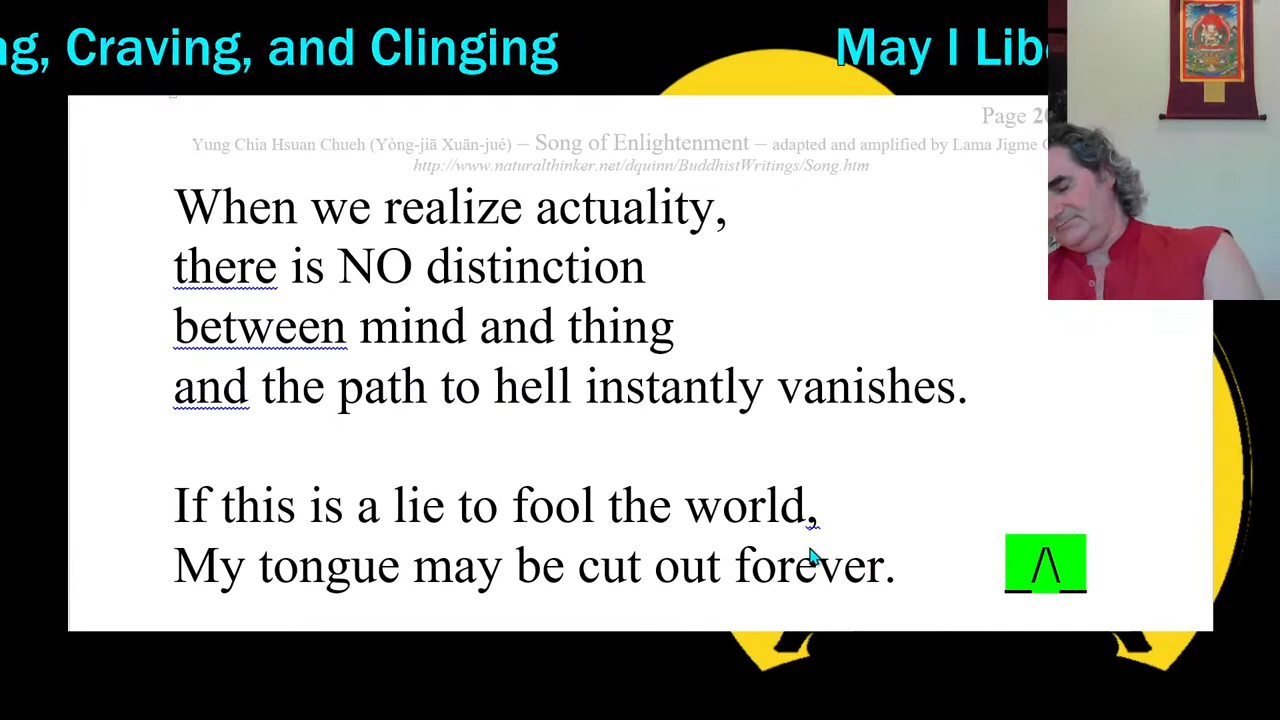 ng, Craving, and Clinging May I Lib
Page 2
Yung Chia Hsuan Chueh (Yòng-jiā Xuān-jué) – Song of Enlightenment – adapted and amplified by Lama Jigme
http://www.naturalthinker.net/dquinn/BuddhistWritings/Song.htm
When we realize actuality,
there is NO distinction
between mind and thing
and the path to hell instantly vanishes.
If this is a lie to fool the world,
My tongue may be cut out forever. _/\_